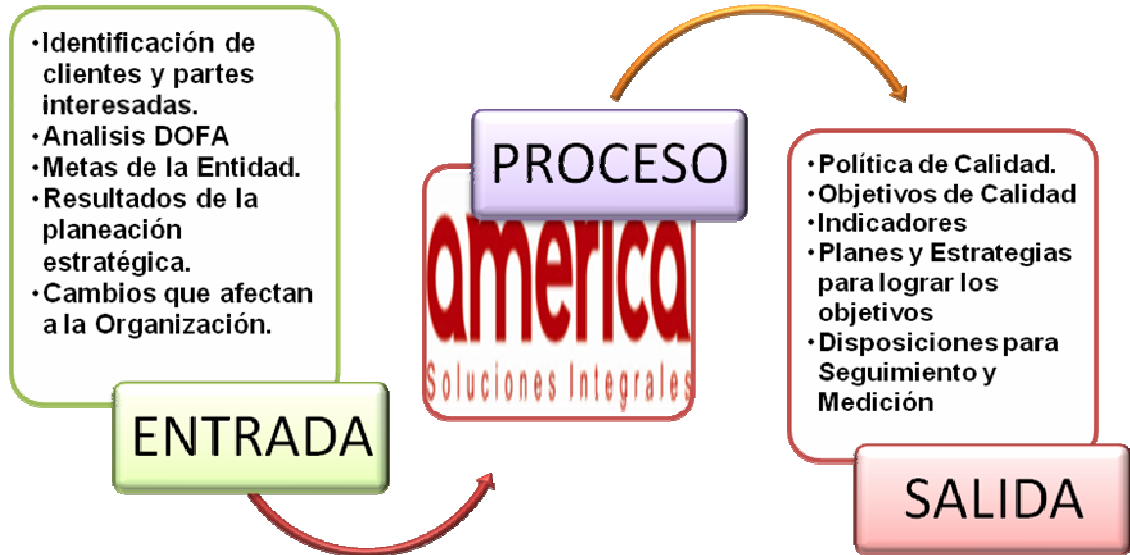 •Identificación de
clientes y partes
interesadas.
•Analisis DOFA
•Metas de la Entidad.
•Resultados de la
planeación
estratégica.
•Cambios que afectan
a la Organización.
ENTRADA
PROCESO
america
Soluciones Integrales
•Política de Calidad.
•Objetivos de Calidad
•Indicadores
•Planes y Estrategias
para lograr los
objetivos
•Disposiciones para
Seguimiento y
Medición
SALIDA